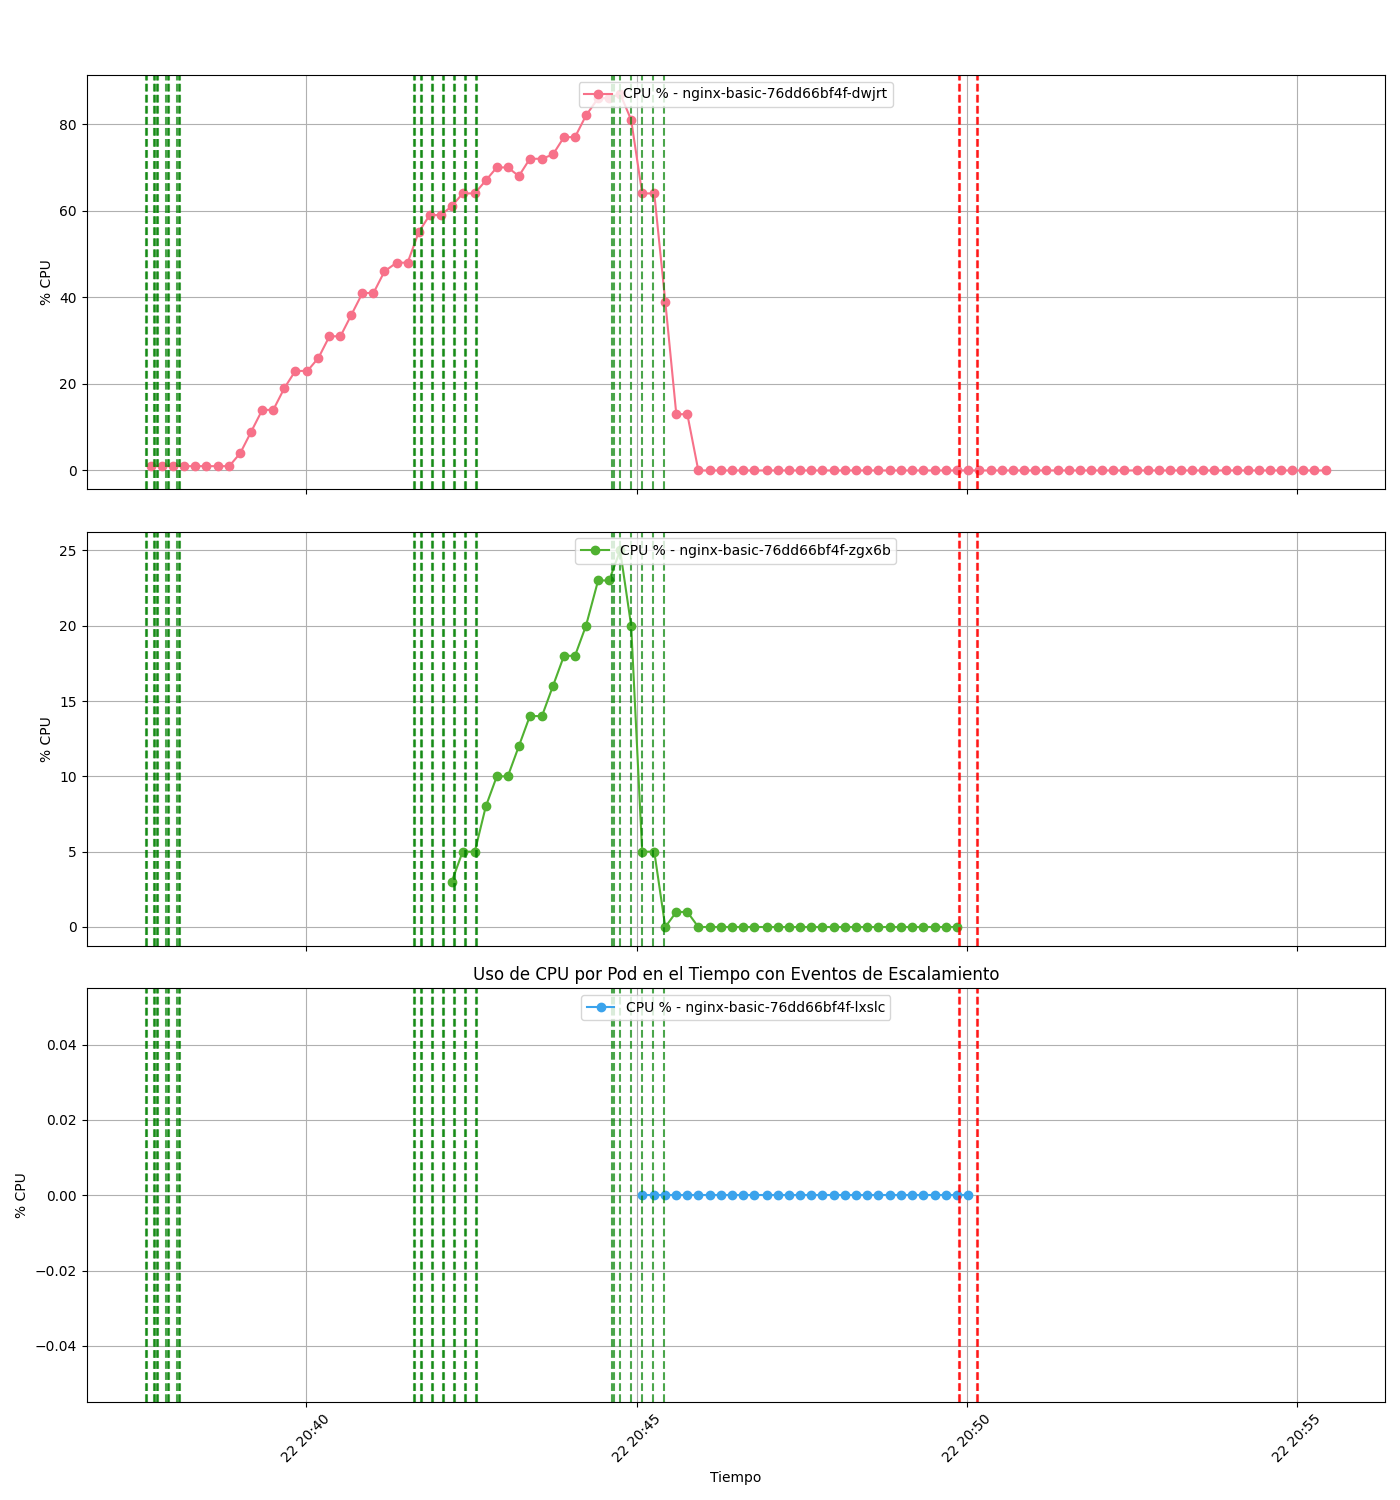 CPU % - nginx-basic-76dd66bf4f-dwjrt
80
60
40
20
0
% CPU
CPU % - nginx-basic-76dd66bf4f-zgx6b
25
20
15
10
5
0
% CPU
Uso de CPU por Pod en el Tiempo con Eventos de Escalamiento
CPU % - nginx-basic-76dd66bf4f-lxslc
0.04
0.02
0.00
−0.02
−0.04
% CPU
22 20:40
22 20:45
22 20:50
22 20:55
Tiempo